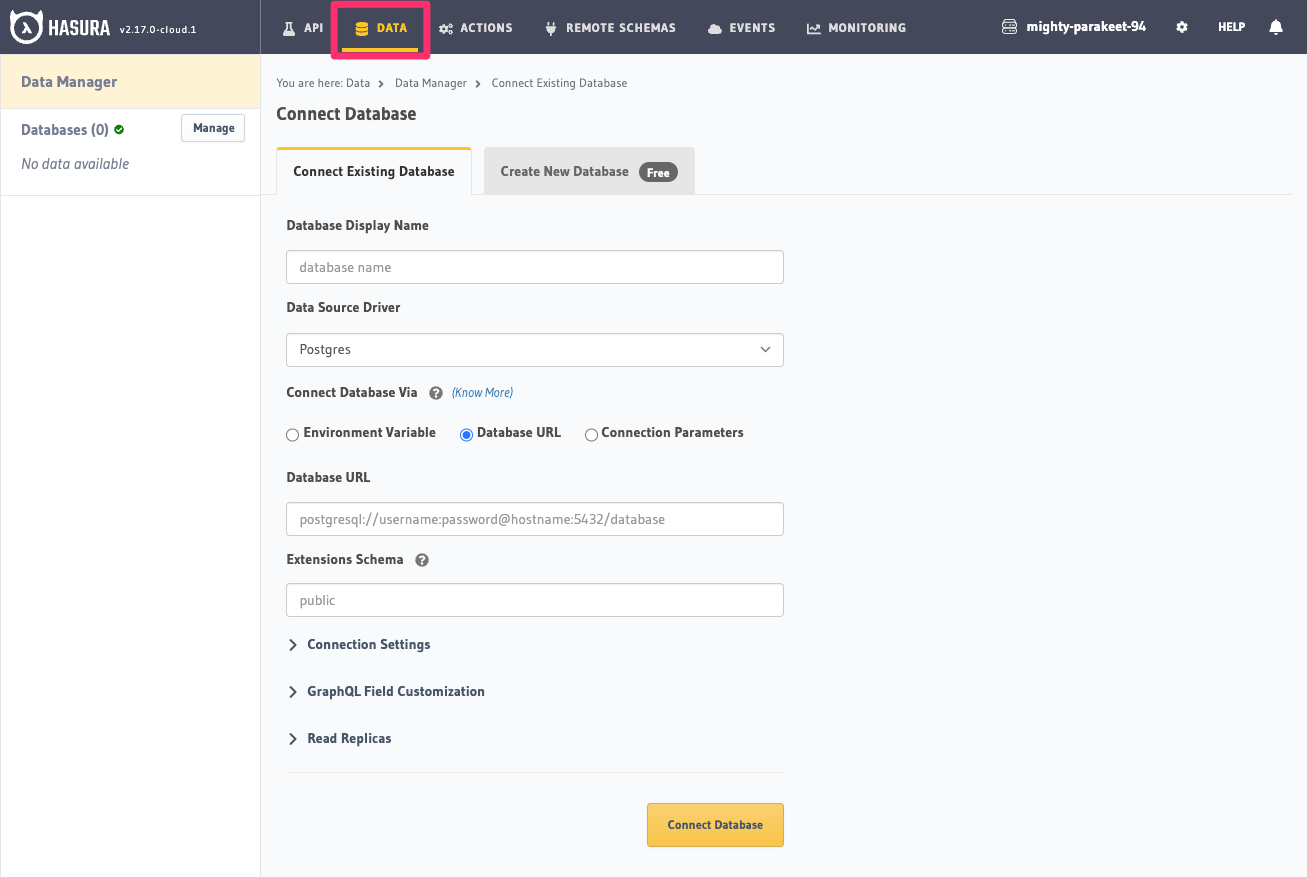 HASURA v2.17.0-cloud.1 API DATA ACTIONS REMOTE SCHEMAS EVENTS MONITORING mighty-parakeet-94 HELP
Data Manager
Databases (0) Manage
No data available
You are here: Data > Data Manager > Connect Existing Database
Connect Database
Connect Existing Database Create New Database Free
Database Display Name
database name
Data Source Driver
Postgres
Connect Database Via ? (Know More)
Environment Variable Database URL Connection Parameters
Database URL
postgresql://username:password@hostname:5432/database
Extensions Schema ?
public
Connection Settings
GraphQL Field Customization
Read Replicas
Connect Database